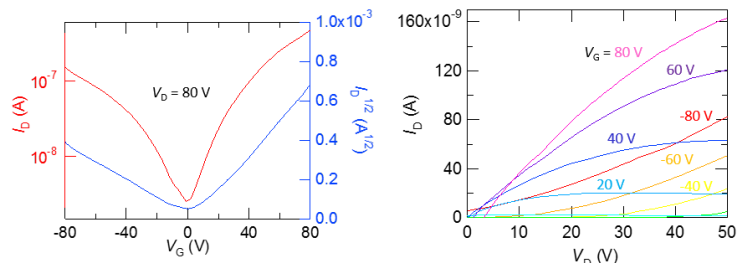 I_D (A)
10^-7
10^-8
V_D = 80 V
-80
-40
0
40
80
V_G (V)
1.0x10^-3
0.8
0.6
0.4
0.2
0.0
I_D^1/2 (A^1/2)
I_D (A)
160x10^-9
120
80
40
0
V_G = 80 V
60 V
-80 V
40 V
-60 V
20 V
-40 V
0
10
20
30
40
50
V_D (V)